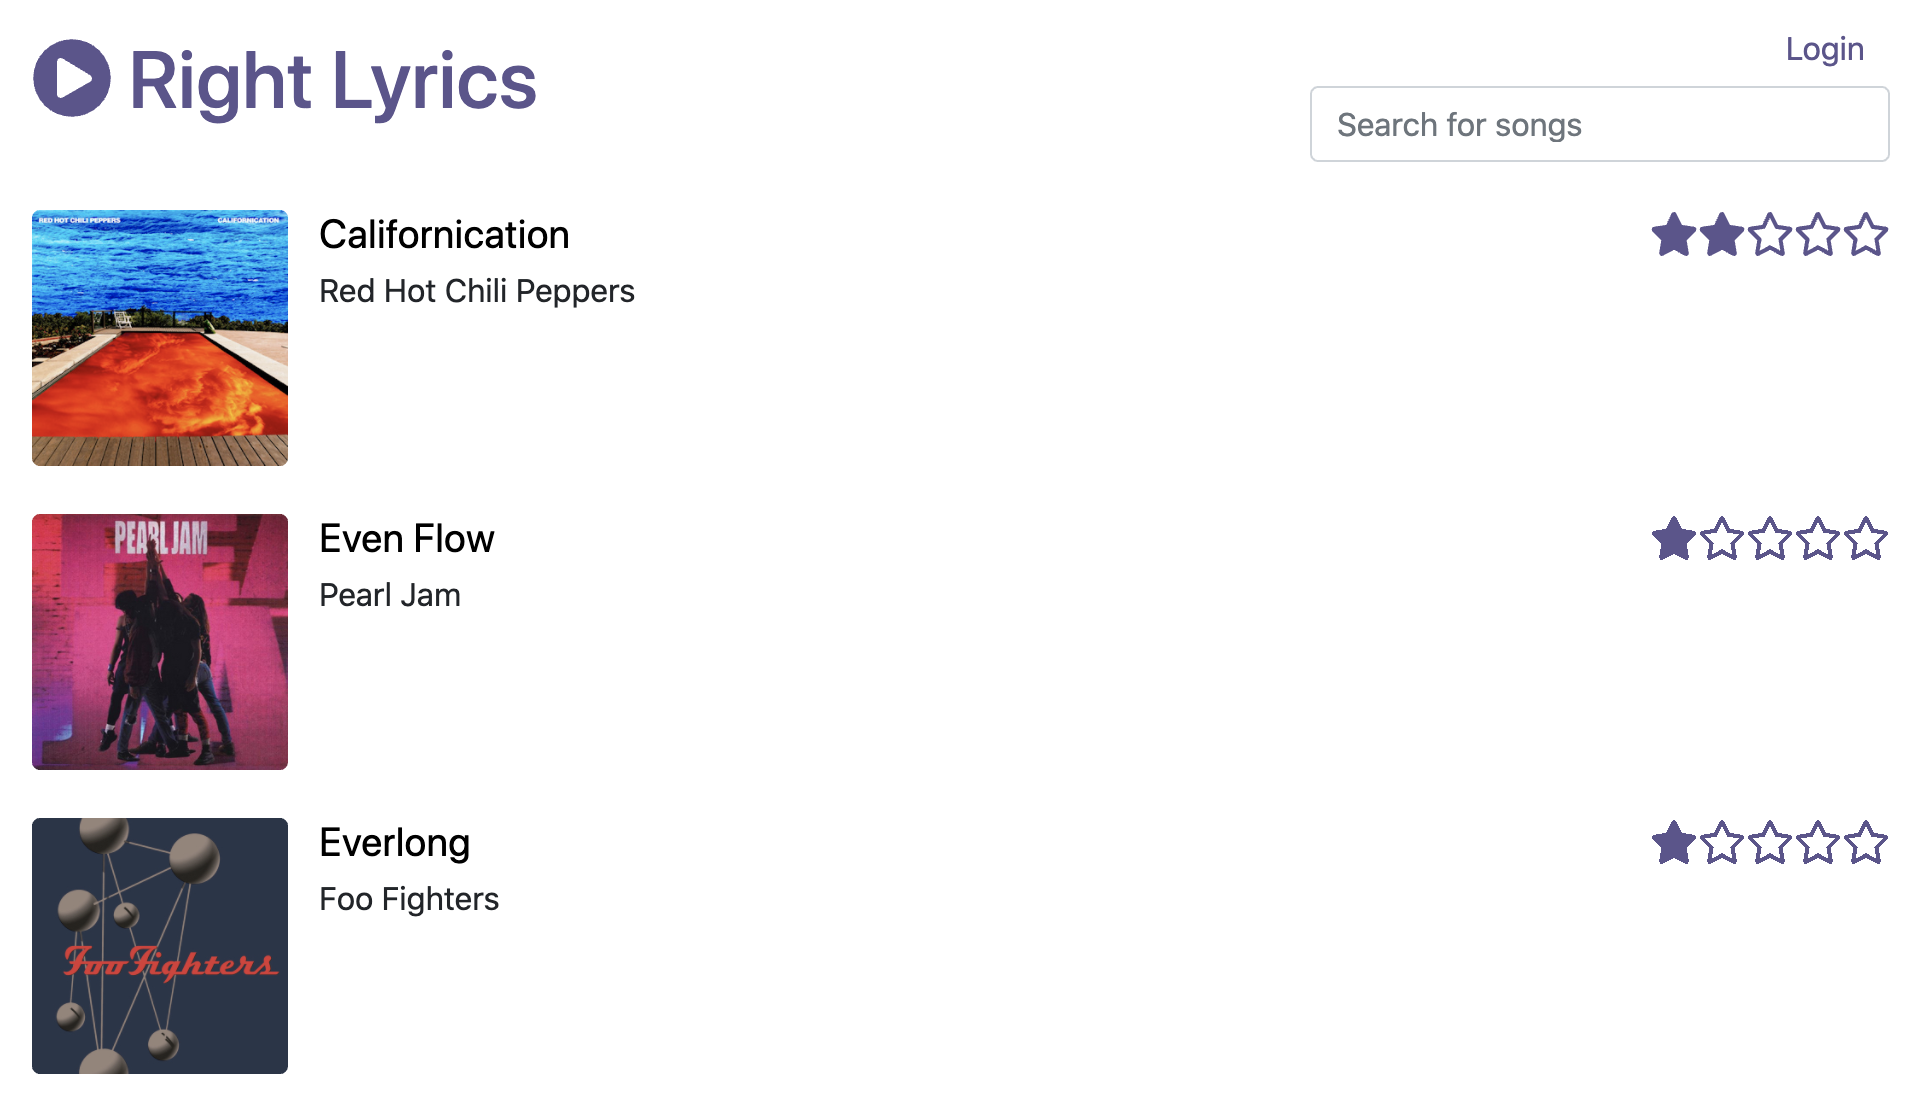 Right Lyrics
Login
Search for songs
RED HOT CHILI PEPPERS CALIFORNICATION
Californication
Red Hot Chili Peppers
PEARL JAM
Even Flow
Pearl Jam
Foo Fighters
Everlong
Foo Fighters